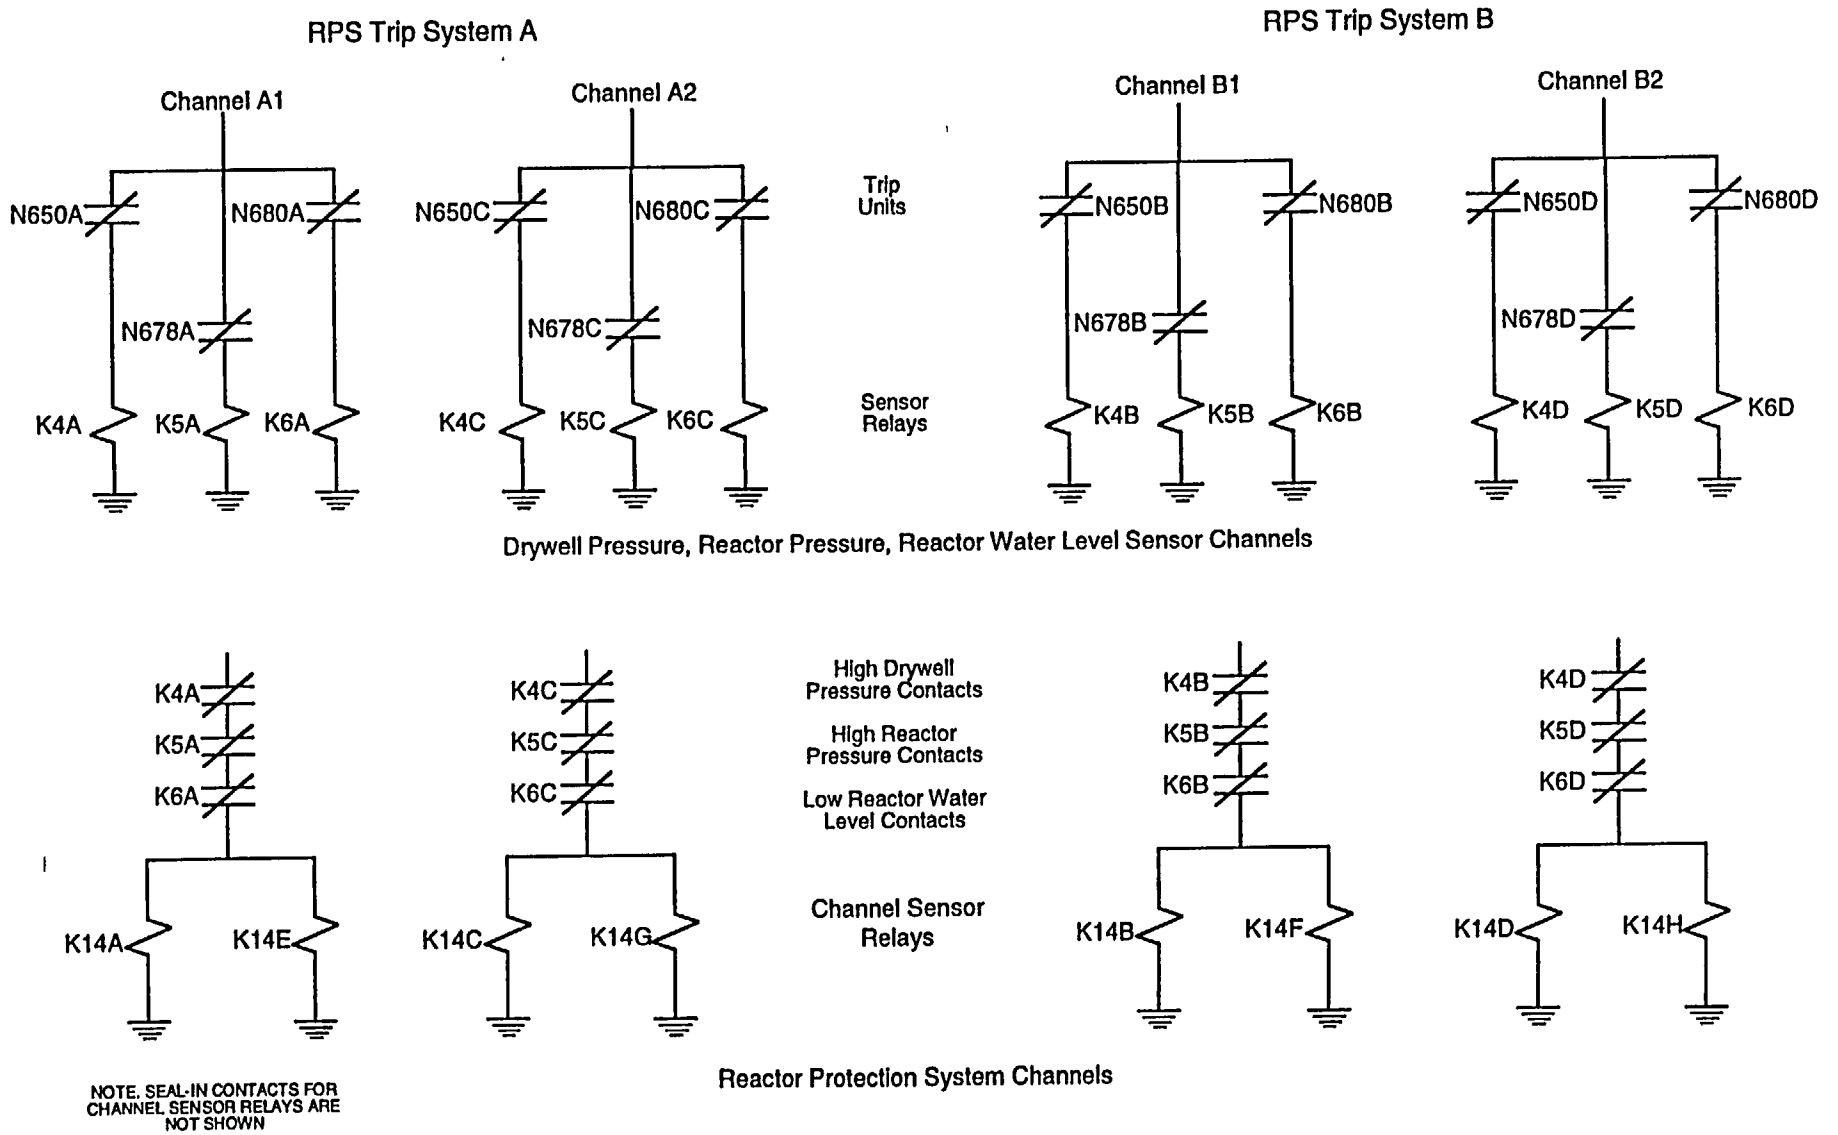 RPS Trip System A
RPS Trip System B
Channel A1
Channel A2
Channel B1
Channel B2
N650A
N680A
N650C
N680C
Trip
Units
N650B
N680B
N650D
N680D
N678A
N678C
N678B
N678D
K4A
K5A
K6A
K4C
K5C
K6C
Sensor
Relays
K4B
K5B
K6B
K4D
K5D
K6D
Drywell Pressure, Reactor Pressure, Reactor Water Level Sensor Channels
K4A
K4C
High Drywell
Pressure Contacts
K4B
K4D
K5A
K5C
High Reactor
Pressure Contacts
K5B
K5D
K6A
K6C
Low Reactor Water
Level Contacts
K6B
K6D
K14A
K14E
K14C
K14G
Channel Sensor
Relays
K14B
K14F
K14D
K14H
Reactor Protection System Channels
NOTE. SEAL-IN CONTACTS FOR
CHANNEL SENSOR RELAYS ARE
NOT SHOWN